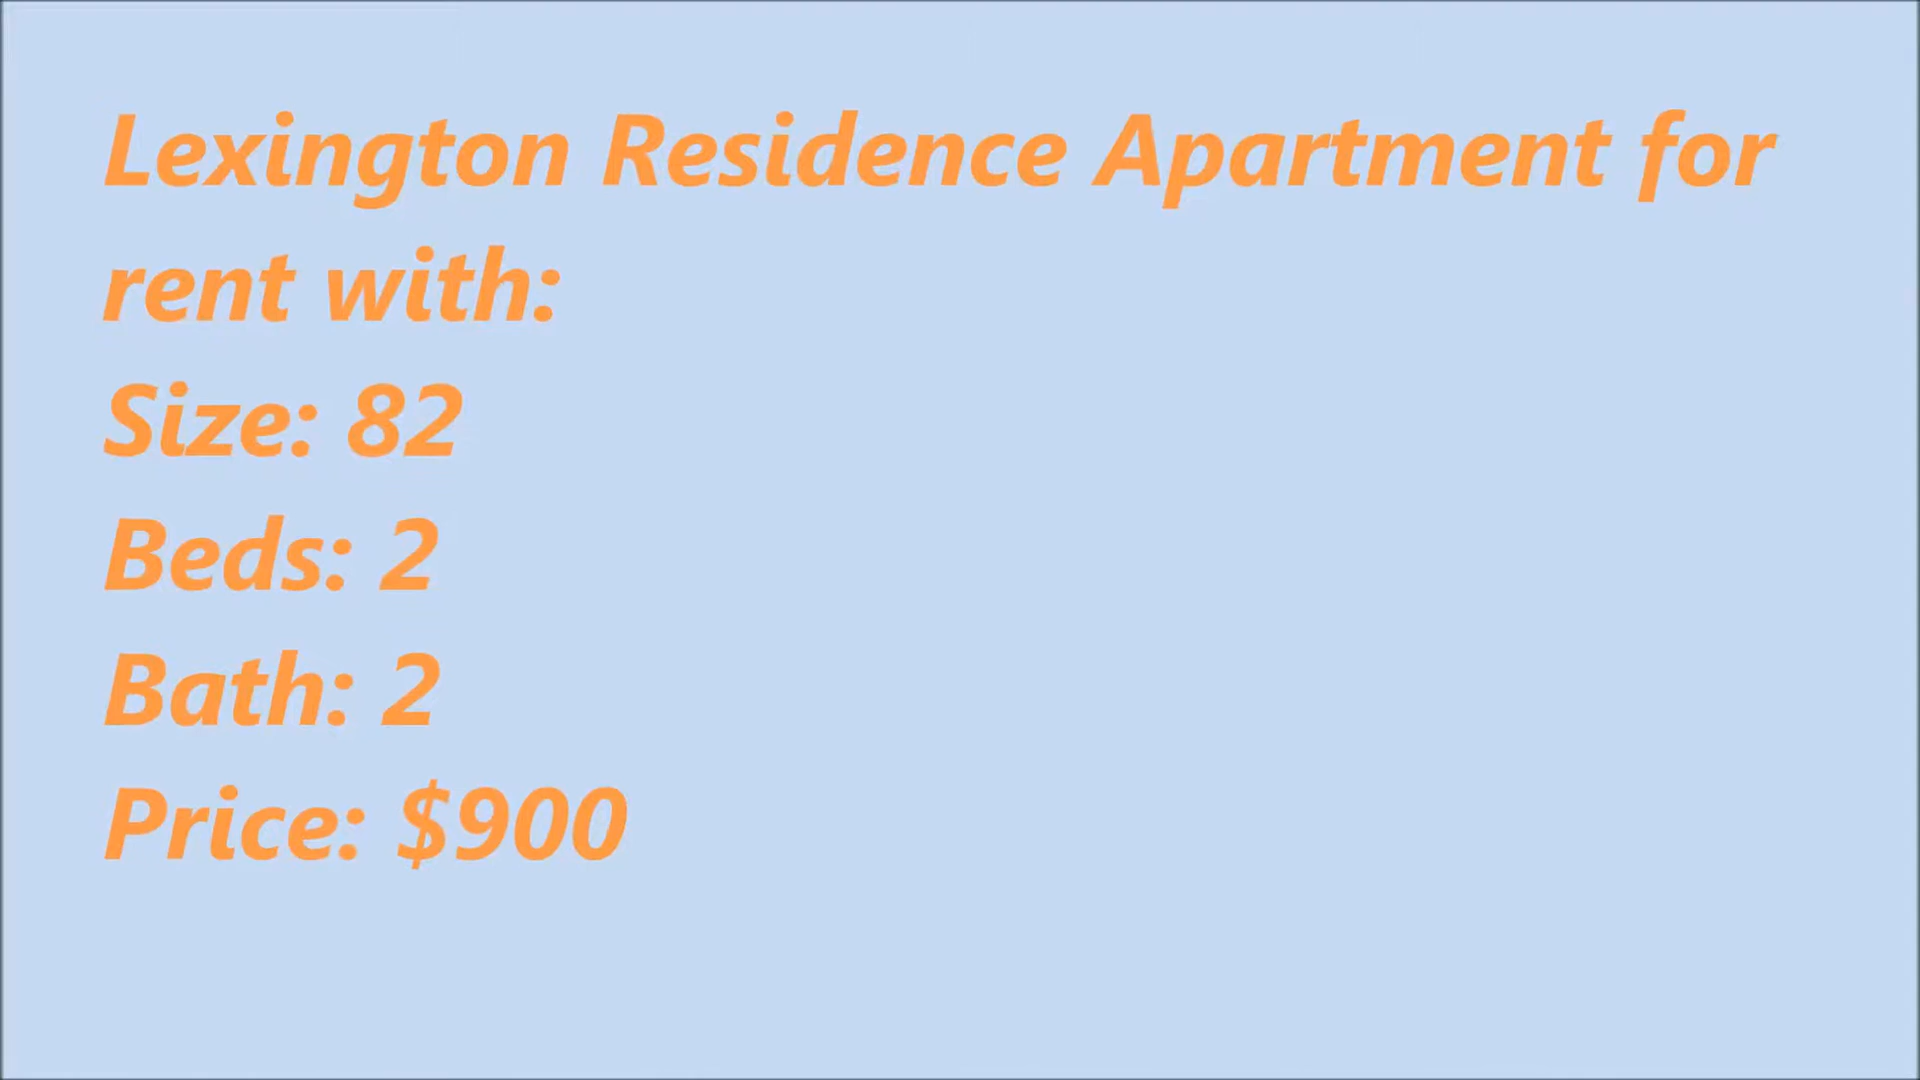 Lexington Residence Apartment for
rent with:
Size: 82
Beds: 2
Bath: 2
Price: $900